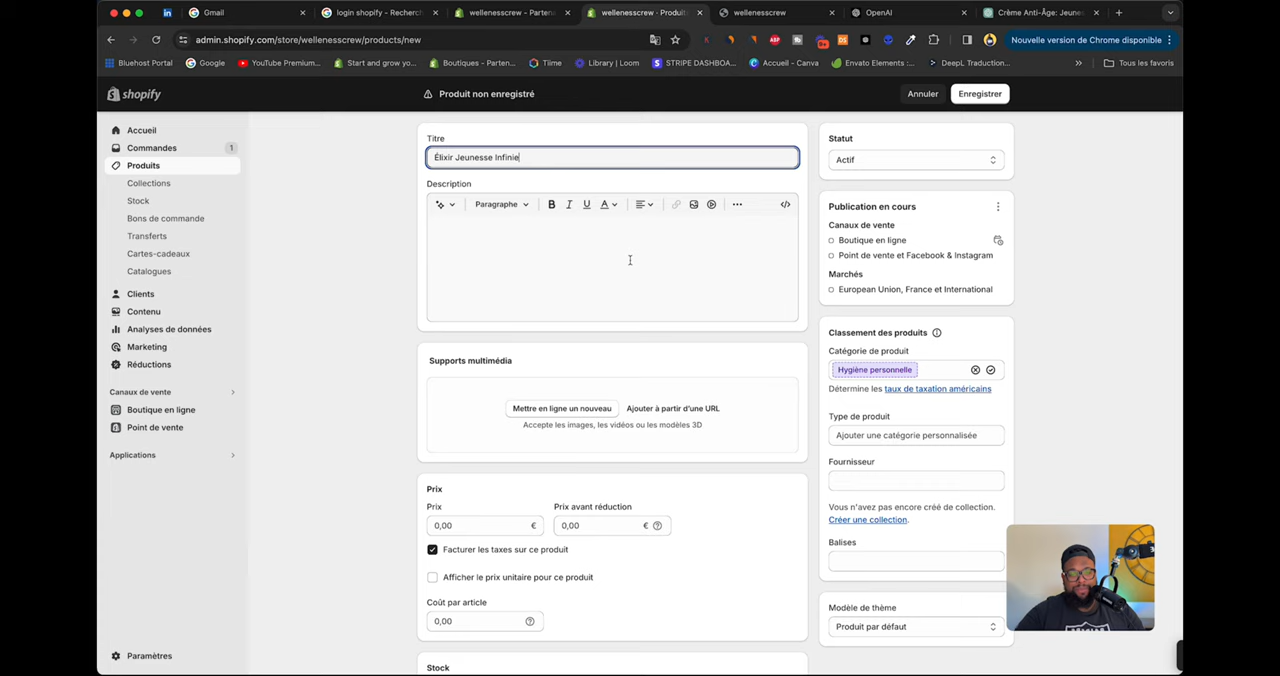 Gmail
login shopify - Recherc
wellenesscrew - Parten
wellenesscrew · Produits
wellenesscrew
OpenAI
Crème Anti-Âge: Jeune
admin.shopify.com/store/wellenesscrew/products/new
Nouvelle version de Chrome disponible
Bluehost Portal
Google
YouTube Premium...
Start and grow yo...
Boutiques - Parten...
Tiime
Library | Loom
STRIPE DASHBOA...
Accueil - Canva
Envato Elements :...
DeepL Traduction...
Tous les favoris
shopify
Produit non enregistré
Annuler
Enregistrer
Accueil
Commandes 1
Produits
Collections
Stock
Bons de commande
Transferts
Cartes-cadeaux
Catalogues
Clients
Contenu
Analyses de données
Marketing
Réductions
Canaux de vente
Boutique en ligne
Point de vente
Applications
Paramètres
Titre
Élixir Jeunesse Infinie
Description
Paragraphe
B I U A
Supports multimédia
Mettre en ligne un nouveau
Ajouter à partir d'une URL
Accepte les images, les vidéos ou les modèles 3D
Prix
Prix
Prix avant réduction
0,00 €
0,00 €
Facturer les taxes sur ce produit
Afficher le prix unitaire pour ce produit
Coût par article
0,00
Stock
Statut
Actif
Publication en cours
Canaux de vente
Boutique en ligne
Point de vente et Facebook & Instagram
Marchés
European Union, France et International
Classement des produits
Catégorie de produit
Hygiène personnelle
Détermine les taux de taxation américains
Type de produit
Ajouter une catégorie personnalisée
Fournisseur
Vous n'avez pas encore créé de collection.
Créer une collection.
Balises
Modèle de thème
Produit par défaut